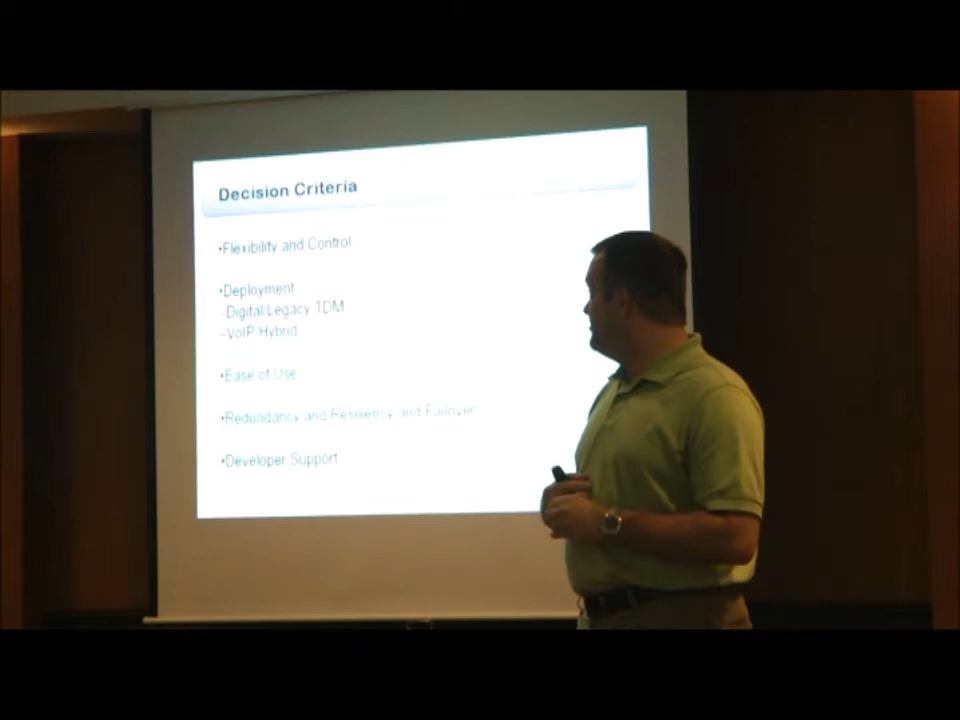 Decision Criteria
•Flexibility and Control
•Deployment
-Digital/Legacy TDM
-VoIP-Hybrid
•Ease of Use
•Redundancy and Resiliency and Failover
•Developer Support